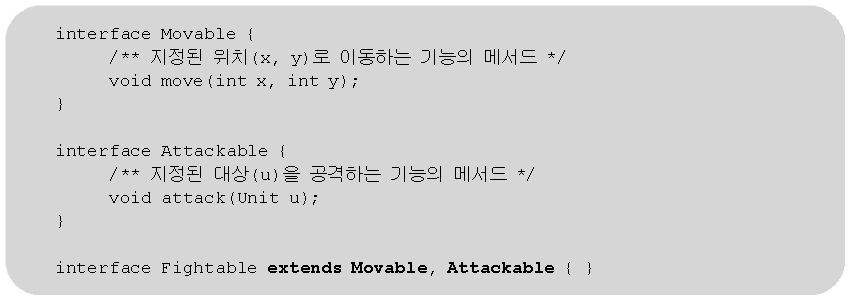 interface Movable {
/** 지정된 위치(x, y)로 이동하는 기능의 메서드 */
void move(int x, int y);
}
interface Attackable {
/** 지정된 대상(u)을 공격하는 기능의 메서드 */
void attack(Unit u);
}
interface Fightable extends Movable, Attackable { }